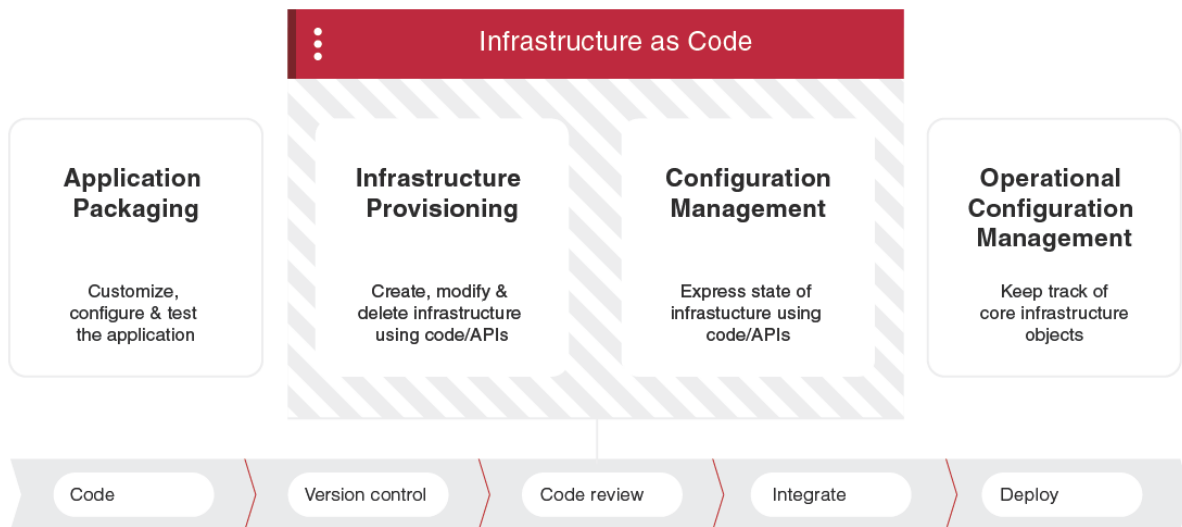 Infrastructure as Code
Application
Packaging
Customize,
configure & test
the application
Infrastructure
Provisioning
Create, modify &
delete infrastructure
using code/APIs
Configuration
Management
Express state of
infrastucture using
code/APIs
Operational
Configuration
Management
Keep track of
core infrastructure
objects
Code
Version control
Code review
Integrate
Deploy